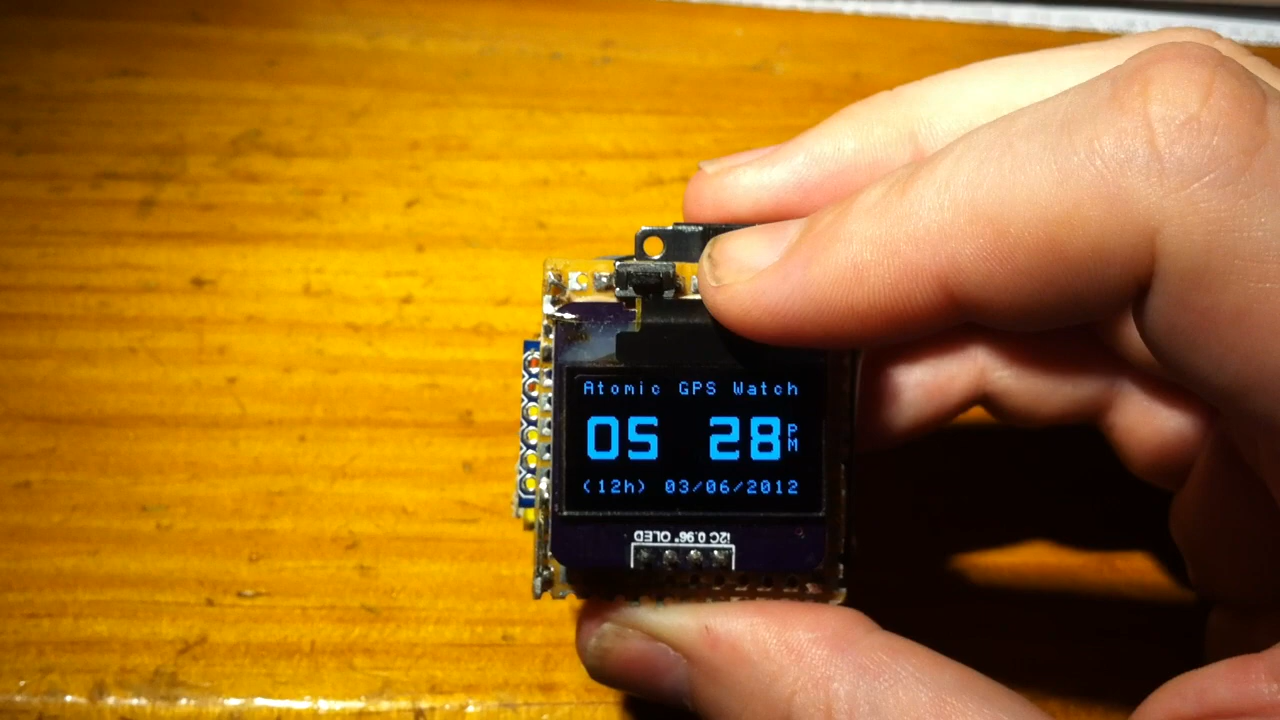 Atomic GPS Watch
05 28 PM
(12h) 03/06/2012
i2C 0.96" OLED